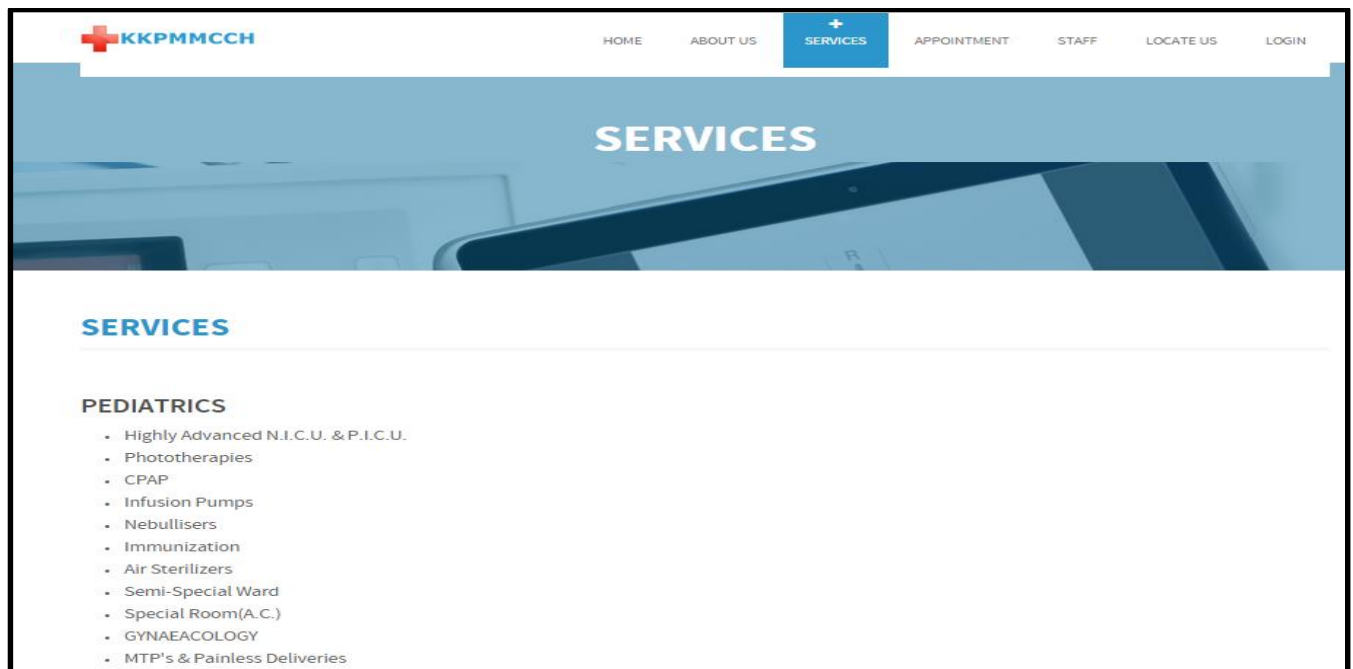 KKPMMCCH
HOME ABOUT US SERVICES APPOINTMENT STAFF LOCATE US LOGIN
SERVICES
R
SERVICES
PEDIATRICS
Highly Advanced N.I.C.U. & P.I.C.U.
Phototherapies
CPAP
Infusion Pumps
Nebullisers
Immunization
Air Sterilizers
Semi-Special Ward
Special Room(A.C.)
GYNAEACOLOGY
MTP's & Painless Deliveries